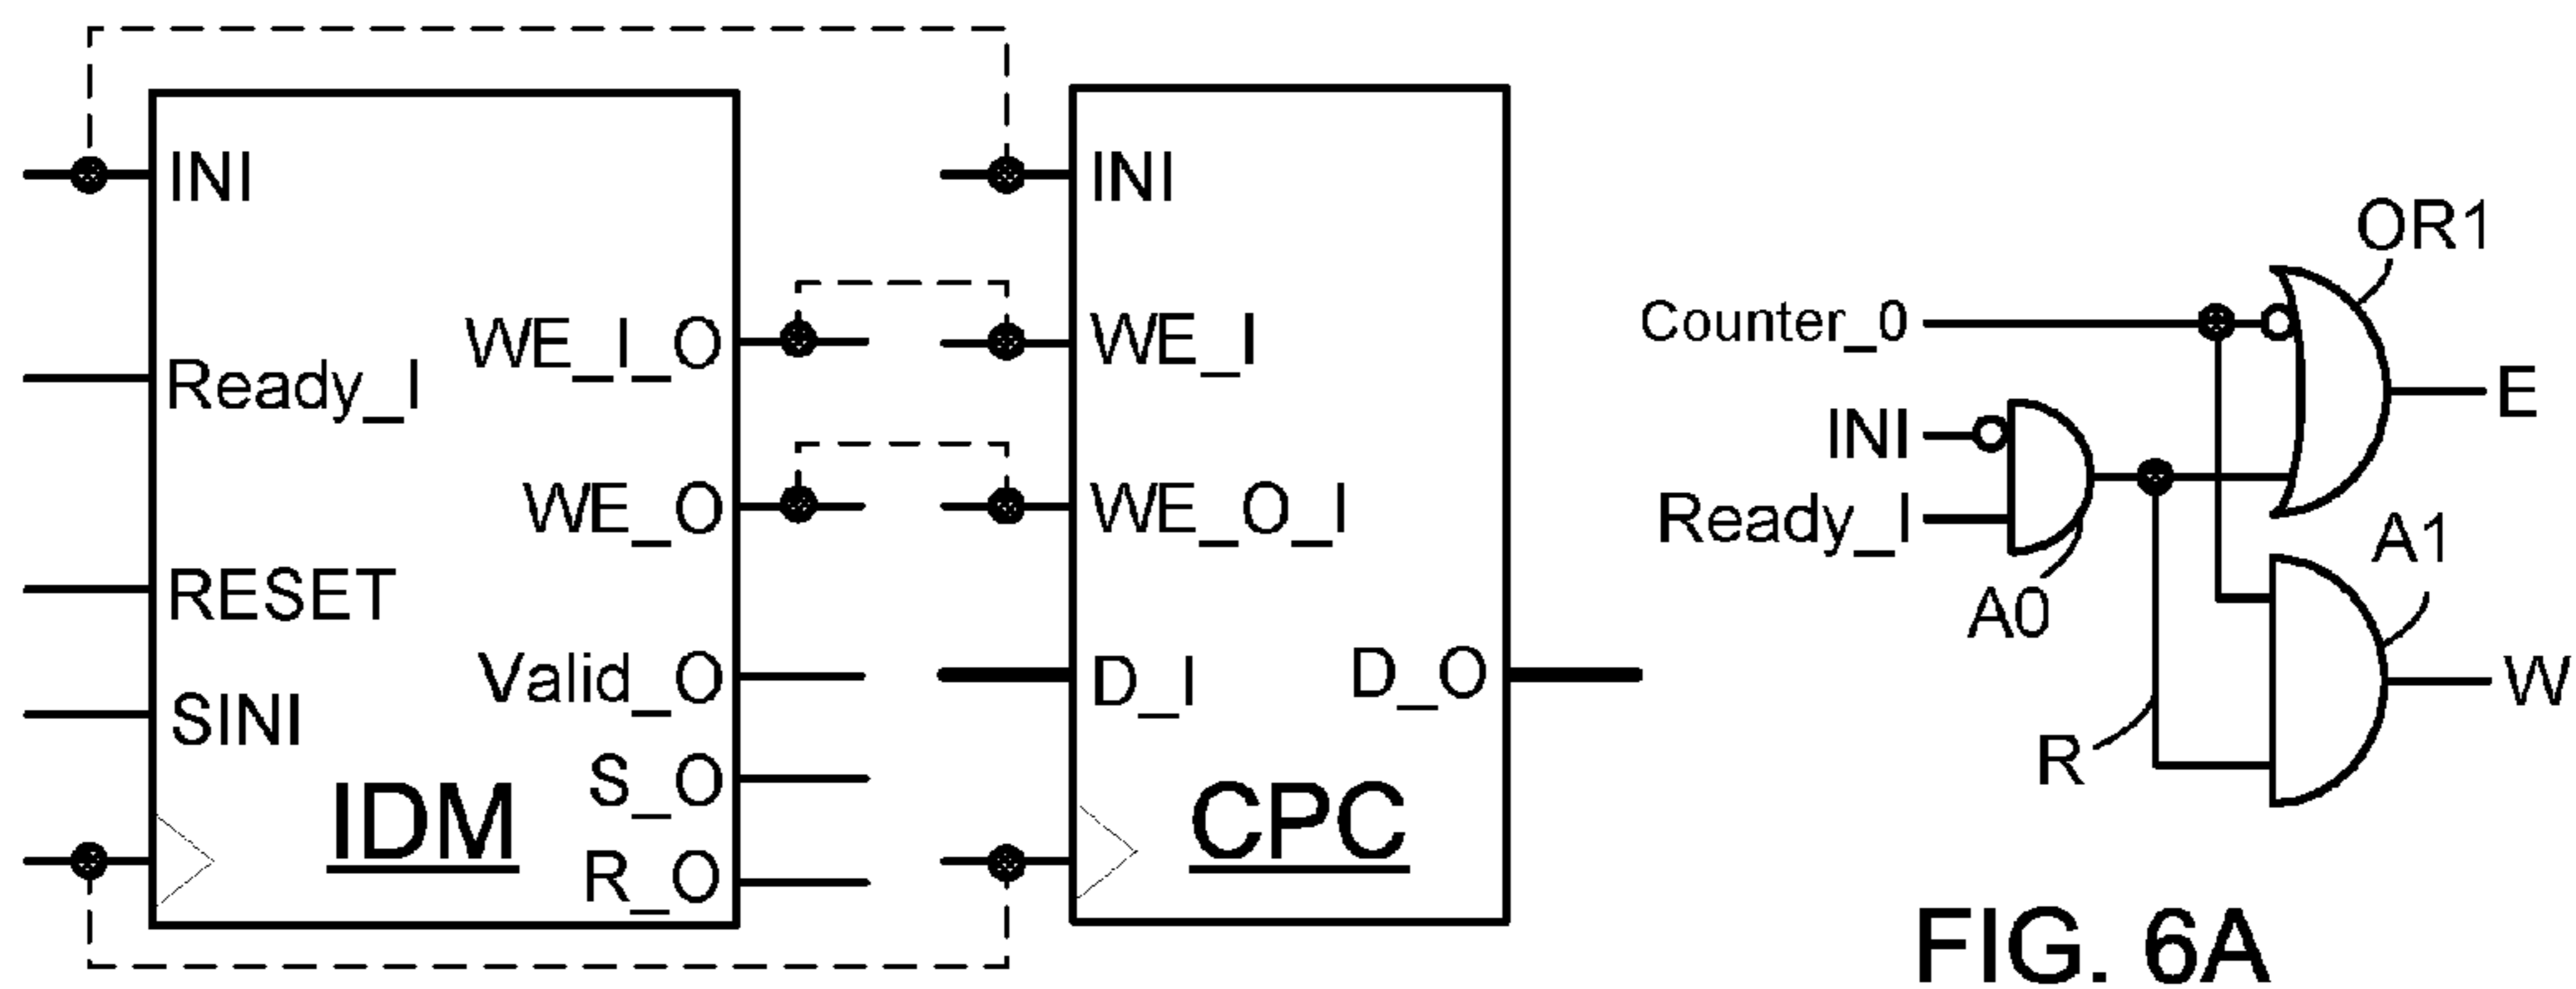 INI
Ready_I
WE_I_O
WE_O
RESET
Valid_O
SINI
S_O
IDM
R_O
INI
WE_I
WE_O_I
D_I
D_O
CPC
OR1
Counter_0
E
INI
Ready_I
A0
A1
W
R
FIG. 6A